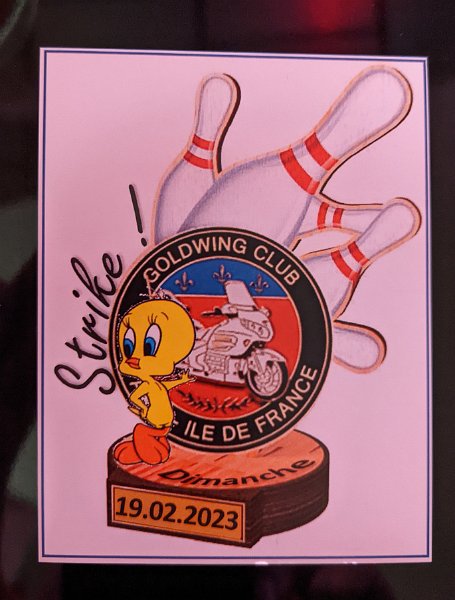 Strike !
GOLDWING CLUB
ILE DE FRANCE
Dimanche
19.02.2023